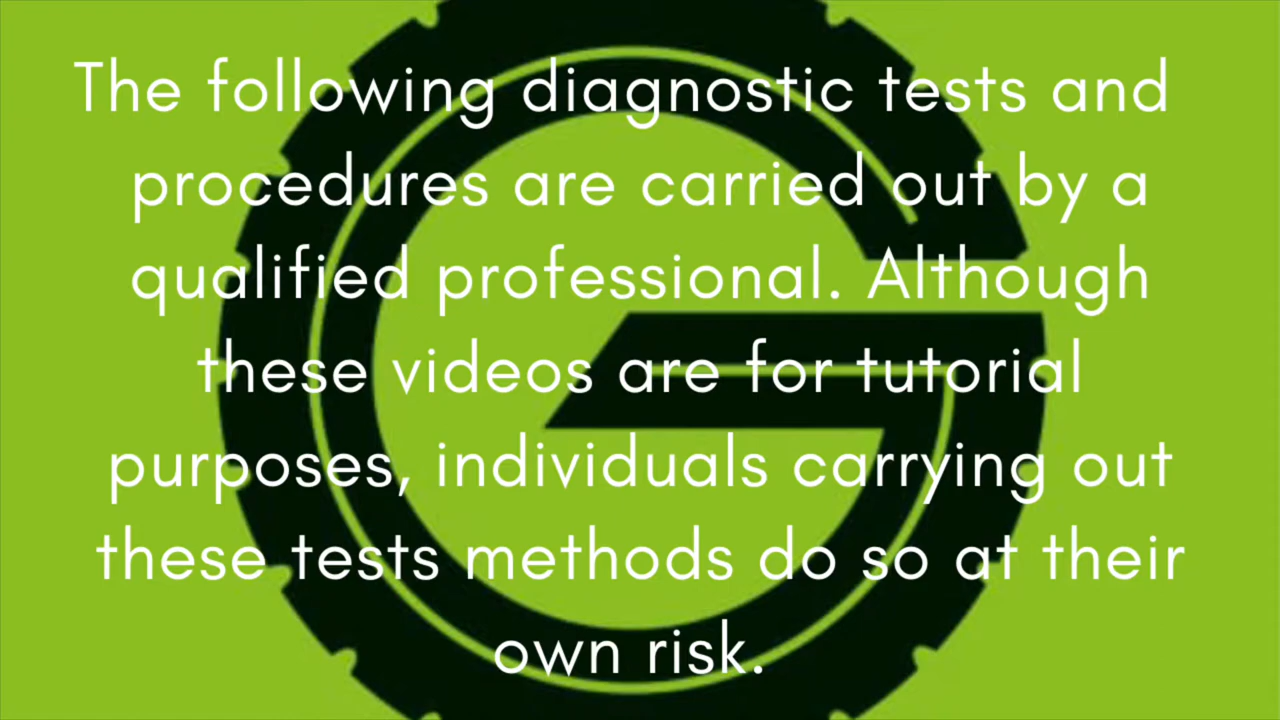 The following diagnostic tests and
procedures are carried out by a
qualified professional. Although
these videos are for tutorial
purposes, individuals carrying out
these tests methods do so at their
own risk.